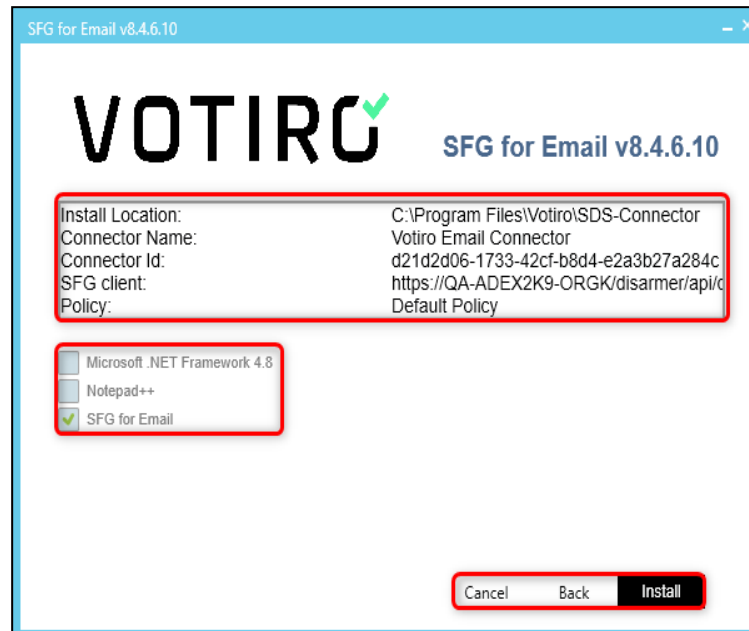 SFG for Email v8.4.6.10
VOTIRO
SFG for Email v8.4.6.10
Install Location: C:\Program Files\Votiro\SDS-Connector
Connector Name: Votiro Email Connector
Connector Id: d21d2d06-1733-42cf-b8d4-e2a3b27a284c
SFG client: https://QA-ADEX2K9-ORGK/disarmer/api/d
Policy: Default Policy
Microsoft .NET Framework 4.8
Notepad++
SFG for Email
Cancel Back Install